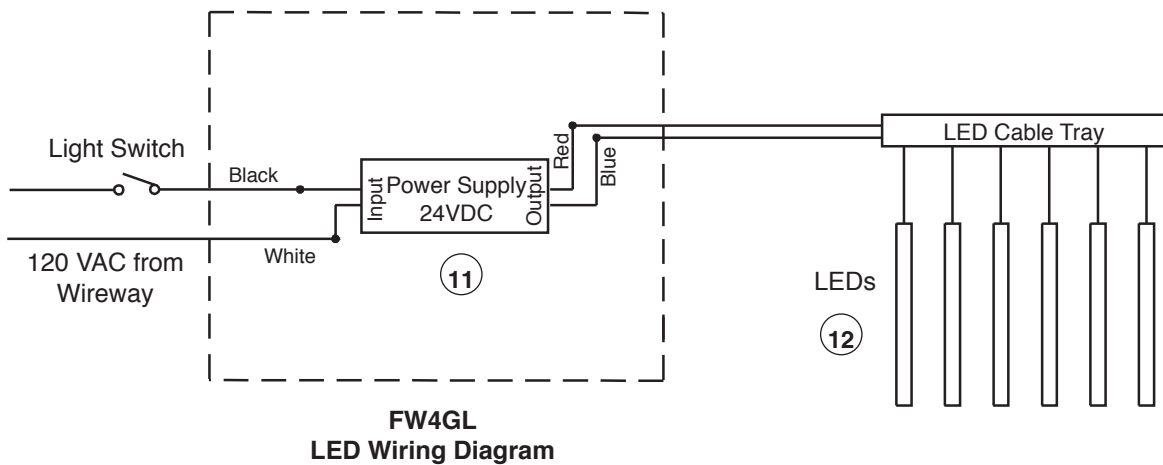 Light Switch
Black
Input
Power Supply
24VDC
Output
Red
Blue
LED Cable Tray
120 VAC from
Wireway
White
11
LEDs
12
FW4GL
LED Wiring Diagram